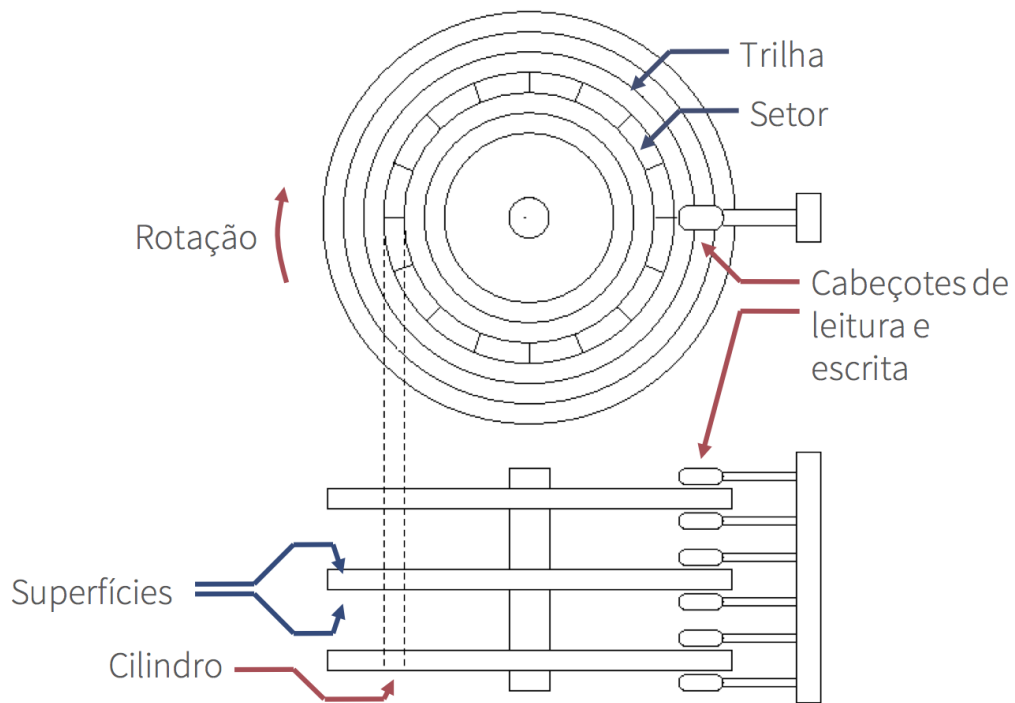 Trilha
Setor
Rotação
Cabeçotes de
leitura e
escrita
Superfícies
Cilindro